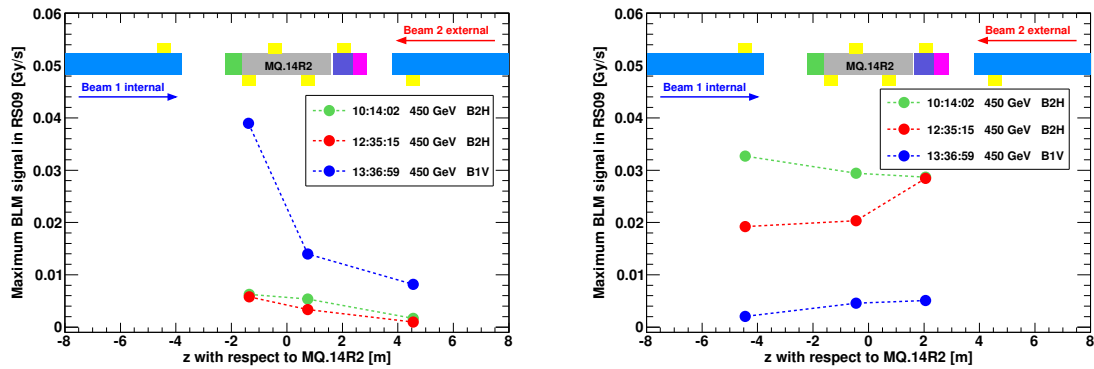 Maximum BLM signal in RS09 [Gy/s]
0.06
0.05
0.04
0.03
0.02
0.01
0
Beam 2 external
MQ.14R2
Beam 1 internal
10:14:02 450 GeV B2H
12:35:15 450 GeV B2H
13:36:59 450 GeV B1V
-8 -6 -4 -2 0 2 4 6 8
z with respect to MQ.14R2 [m]
Maximum BLM signal in RS09 [Gy/s]
0.06
0.05
0.04
0.03
0.02
0.01
0
Beam 2 external
MQ.14R2
Beam 1 internal
10:14:02 450 GeV B2H
12:35:15 450 GeV B2H
13:36:59 450 GeV B1V
-8 -6 -4 -2 0 2 4 6 8
z with respect to MQ.14R2 [m]